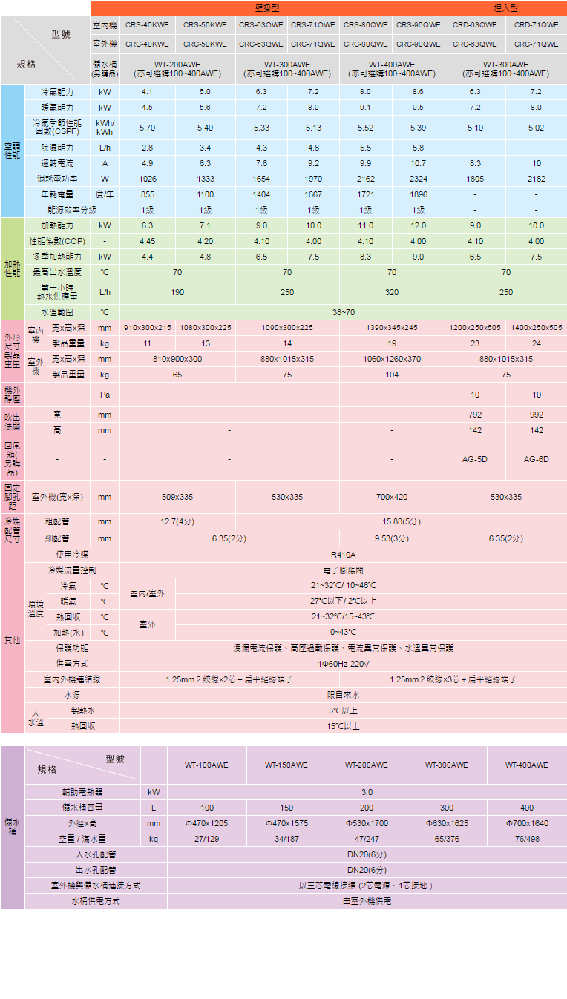 壁掛型 埋入型
型號 規格
室內機 CRS-40KWE CRS-50KWE CRS-63QWE CRS-71QWE CRS-80QWE CRS-90QWE CRD-63QWE CRD-71QWE
室外機 CRC-40KWE CRC-50KWE CRC-63QWE CRC-71QWE CRC-80QWE CRC-90QWE CRC-63QWE CRC-71QWE
儲水桶 WT-200AWE WT-300AWE WT-400AWE WT-300AWE
(另購品) (亦可選購100~400AWE) (亦可選購100~400AWE) (亦可選購100~400AWE) (亦可選購100~400AWE)
空調
性能
冷氣能力 kW 4.1 5.0 6.3 7.2 8.0 8.6 6.3 7.2
暖氣能力 kW 4.5 5.6 7.2 8.0 9.1 9.5 7.2 8.0
冷氣季節性能 kWh/
因數(CSPF) kWh 5.70 5.40 5.33 5.13 5.52 5.39 5.10 5.02
除濕能力 L/h 2.8 3.4 4.3 4.8 5.5 5.8 - -
運轉電流 A 4.9 6.3 7.6 9.2 9.9 10.7 8.3 10
消耗電功率 W 1026 1333 1654 1970 2162 2324 1805 2182
年耗電量 度/年 855 1100 1404 1667 1721 1896 - -
能源效率分級 1級 1級 1級 1級 1級 1級 - -
加熱
性能
加熱能力 kW 6.3 7.1 9.0 10.0 11.0 12.0 9.0 10.0
性能係數(COP) - 4.45 4.20 4.10 4.00 4.10 4.00 4.10 4.00
冬季加熱能力 kW 4.4 4.8 6.5 7.5 8.3 9.0 6.5 7.5
最高出水溫度 ℃ 70 70 70 70
第一小時
熱水供應量 L/h 190 250 320 250
水溫範圍 ℃ 38~70
外形
尺寸
製品
重量
室內
機
寬x高x深 mm 910x300x215 1080x300x225 1090x300x225 1390x345x245 1200x250x505 1400x250x505
製品重量 kg 11 13 14 19 23 24
室外
機
寬x高x深 mm 810x900x300 880x1015x315 1060x1260x370 880x1015x315
製品重量 kg 65 75 104 75
機外
靜壓
- Pa - - 10 10
吹出
法蘭
寬 mm - - 792 992
高 mm - - 142 142
回風
箱(
另購
品)
- - - - AG-5D AG-6D
固定
腳孔
距
室外機(寬x深) mm 509x335 530x335 700x420 530x335
冷媒
配管
尺寸
粗配管 mm 12.7(4分) 15.88(5分)
細配管 mm 6.35(2分) 9.53(3分) 6.35(2分)
其他
使用冷媒 R410A
冷媒流量控制 電子膨脹閥
環境
溫度
冷氣 ℃ 室內/室外 21~32℃/ 10~46℃
暖氣 ℃ 27℃以下/ 2℃以上
熱回收 ℃ 室外 21~32℃/15~43℃
加熱(水) ℃ 0~43℃
保護功能 洩漏電流保護、高壓過載保護、電流異常保護、水溫異常保護
供電方式 1Φ60Hz 220V
室內外機連結線 1.25mm 2 絞線×2芯 + 扁平絕緣端子 1.25mm 2 絞線×3芯 + 扁平絕緣端子
水源 限自來水
入
水溫
製熱水 5℃以上
熱回收 15℃以上
儲水
桶
型號 規格 WT-100AWE WT-150AWE WT-200AWE WT-300AWE WT-400AWE
輔助電熱器 kW 3.0
儲水桶容量 L 100 150 200 300 400
外徑x高 mm Φ470x1205 Φ470x1575 Φ530x1700 Φ630x1625 Φ700x1640
空重 / 滿水重 kg 27/129 34/187 47/247 65/376 76/498
入水孔配管 DN20(6分)
出水孔配管 DN20(6分)
室外機與儲水桶連接方式 以三芯電線接續 (2芯電源、1芯接地 )
水桶供電方式 由室外機供電